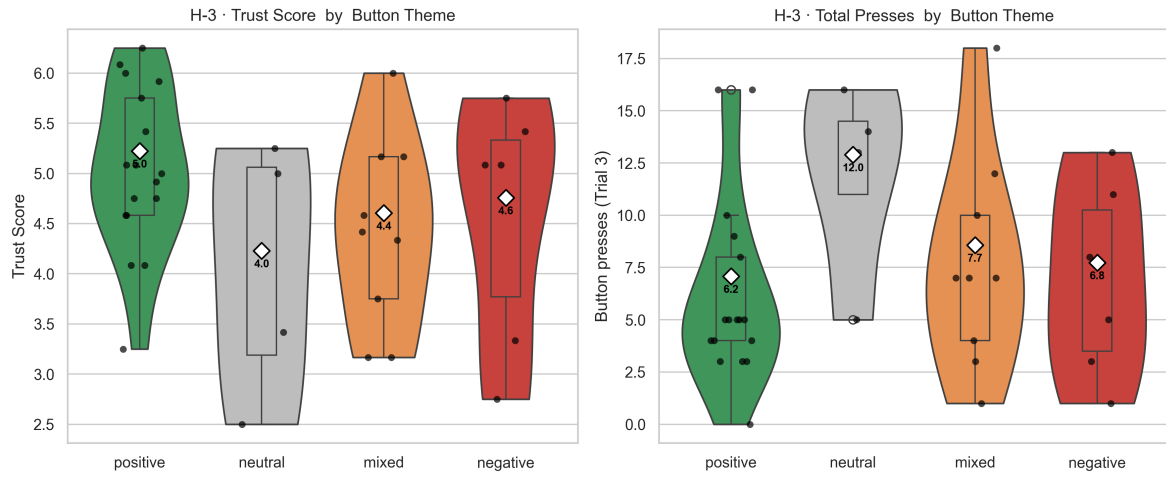 H-3 · Trust Score  by  Button Theme
Trust Score
6.0
5.5
5.0
4.5
4.0
3.5
3.0
2.5
5.0
4.0
4.4
4.6
positive
neutral
mixed
negative
H-3 · Total Presses  by  Button Theme
Button presses (Trial 3)
17.5
15.0
12.5
10.0
7.5
5.0
2.5
0.0
6.2
12.0
7.7
6.8
positive
neutral
mixed
negative